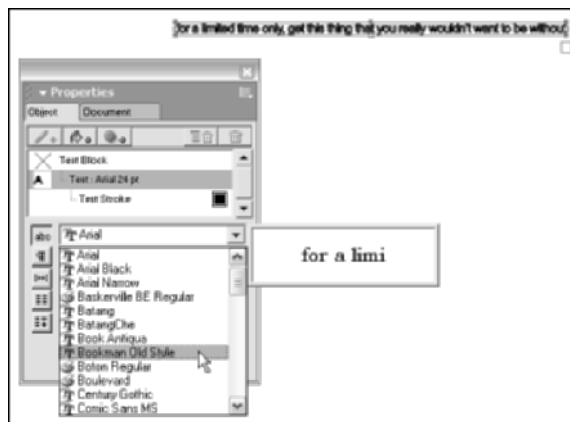 for a limited time only, get this thing that you really wouldn't want to be without
Properties
Object Document
Text Block
A Text : Arial 24 pt
Text Stroke
abc Arial
Arial
Arial Black
Arial Narrow
Baskerville BE Regular
Batang
BatangChe
Book Antiqua
Bookman Old Style
Boton Regular
Boulevard
Century Gothic
Comic Sans MS
for a limi